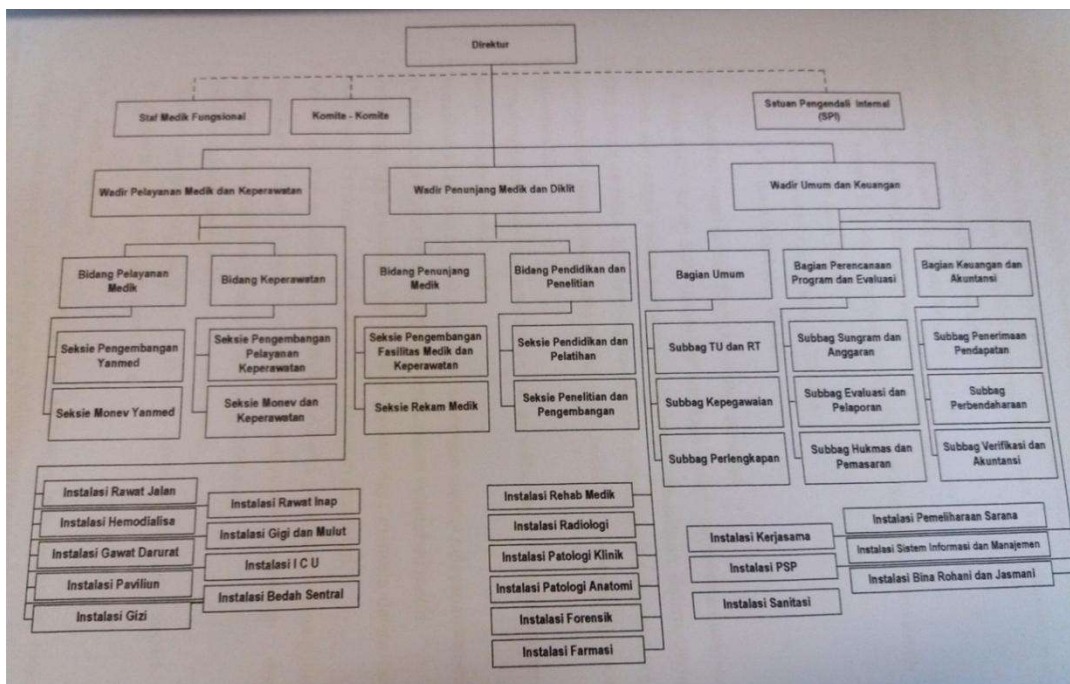 Direktur
Staf Medik Fungsional
Komite - Komite
Satuan Pengendali Internal
(SPI)
Wadir Pelayanan Medik dan Keperawatan
Wadir Penunjang Medik dan Diklit
Wadir Umum dan Keuangan
Bidang Pelayanan
Medik
Bidang Keperawatan
Bidang Penunjang
Medik
Bidang Pendidikan dan
Penelitian
Bagian Umum
Bagian Perencanaan
Program dan Evaluasi
Bagian Keuangan dan
Akuntansi
Seksie Pengembangan
Yanmed
Seksie Pengembangan
Pelayanan
Keperawatan
Seksie Pengembangan
Fasilitas Medik dan
Keperawatan
Seksie Pendidikan dan
Pelatihan
Subbag TU dan RT
Subbag Sungram dan
Anggaran
Subbag Penerimaan
Pendapatan
Seksie Monev Yanmed
Seksie Monev dan
Keperawatan
Seksie Rekam Medik
Seksie Penelitian dan
Pengembangan
Subbag Kepegawaian
Subbag Evaluasi dan
Pelaporan
Subbag
Perbendaharaan
Subbag Perlengkapan
Subbag Hukmas dan
Pemasaran
Subbag Verifikasi dan
Akuntansi
Instalasi Rawat Jalan
Instalasi Hemodialisa
Instalasi Gawat Darurat
Instalasi Paviliun
Instalasi Gizi
Instalasi Rawat Inap
Instalasi Gigi dan Mulut
Instalasi I C U
Instalasi Bedah Sentral
Instalasi Rehab Medik
Instalasi Radiologi
Instalasi Patologi Klinik
Instalasi Patologi Anatomi
Instalasi Forensik
Instalasi Farmasi
Instalasi Kerjasama
Instalasi PSP
Instalasi Sanitasi
Instalasi Pemeliharaan Sarana
Instalasi Sistem Informasi dan Manajemen
Instalasi Bina Rohani dan Jasmani